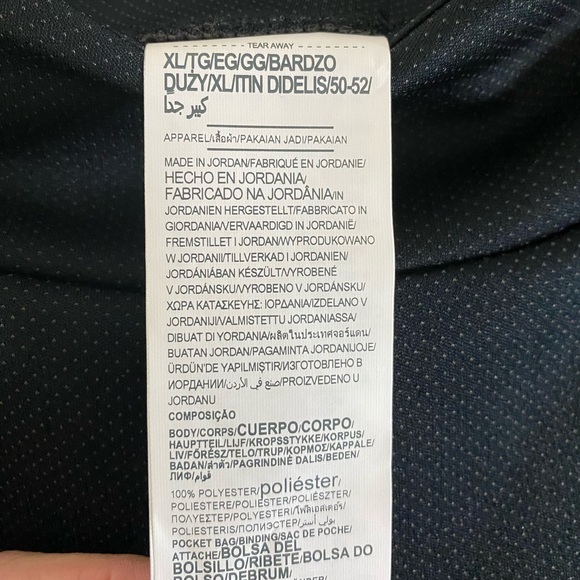 TEAR AWAY
XL/TG/EG/GG/BARDZO
DUŻY/XL/ITIN DIDELIS/50-52/
كبير جداً
APPAREL/เสื้อผ้า/PAKAIAN JADI/PAKAIAN
MADE IN JORDAN/FABRIQUÉ EN JORDANIE/
HECHO EN JORDANIA/
FABRICADO NA JORDÂNIA/IN
JORDANIEN HERGESTELLT/FABBRICATO IN
GIORDANIA/VERVAARDIGD IN JORDANIË/
FREMSTILLET I JORDAN/WYPRODUKOWANO
W JORDANII/TILLVERKAD I JORDANIEN/
JORDÁNIÁBAN KÉSZÜLT/VYROBENÉ
V JORDÁNSKU/VYROBENO V JORDÁNSKU/
ΧΩΡΑ ΚΑΤΑΣΚΕΥΗΣ: ΙΟΡΔΑΝΙΑ/IZDELANO V
JORDANIJI/VALMISTETTU JORDANIASSA/
DIBUAT DI YORDANIA/ผลิตในประเทศจอร์แดน/
BUATAN JORDAN/PAGAMINTA JORDANIJOJE/
ÜRDÜN'DE YAPILMIŞTIR/ИЗГОТОВЛЕНО В
ИОРДАНИИ/صنع في الأردن/PROIZVEDENO U
JORDANU
COMPOSIÇÃO
BODY/CORPS/CUERPO/CORPO/
HAUPTTEIL/LIJF/KROPSSTYKKE/KORPUS/
LIV/FÖRÉSZ/TELO/TRUP/ΚΟΡΜΟΣ/KAPPALE/
BADAN/ลำตัว/PAGRINDINĖ DALIS/BEDEN/
ЛИФ/قوام/
100% POLYESTER/poliéster/
POLIESTERE/POLIESTER/POLIÉSZTER/
ΠΟΛΥΕΣΤΕΡ/POLYESTERI/โพลีเอสเตอร์/
POLIESTERIS/ПОЛИЭСТЕР/بولي أستر/
POCKET BAG/BINDING/SAC DE POCHE/
ATTACHE/BOLSA DEL
BOLSILLO/RIBETE/BOLSA DO
BOLSO/DEBRUM/